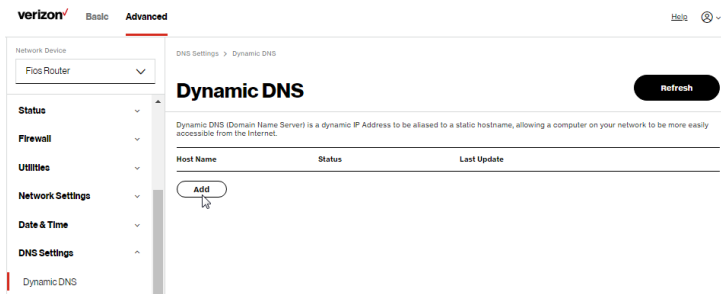 verizon✓ Basic Advanced Help
Network Device
Fios Router
Status
Firewall
Utilities
Network Settings
Date & Time
DNS Settings
Dynamic DNS
DNS Settings > Dynamic DNS
Dynamic DNS
Refresh
Dynamic DNS (Domain Name Server) is a dynamic IP Address to be aliased to a static hostname, allowing a computer on your network to be more easily
accessible from the Internet.
Host Name Status Last Update
Add